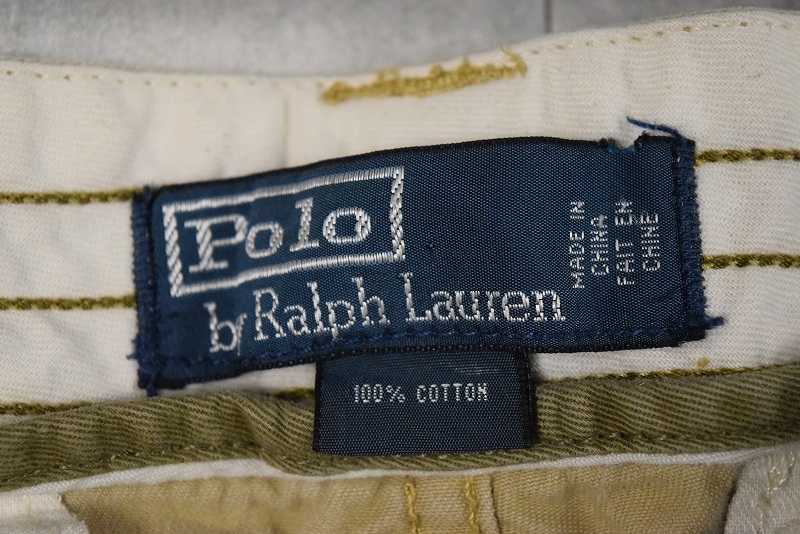 Polo
by Ralph Lauren
MADE IN
CHINA
FAIT EN
CHINE
100% COTTON